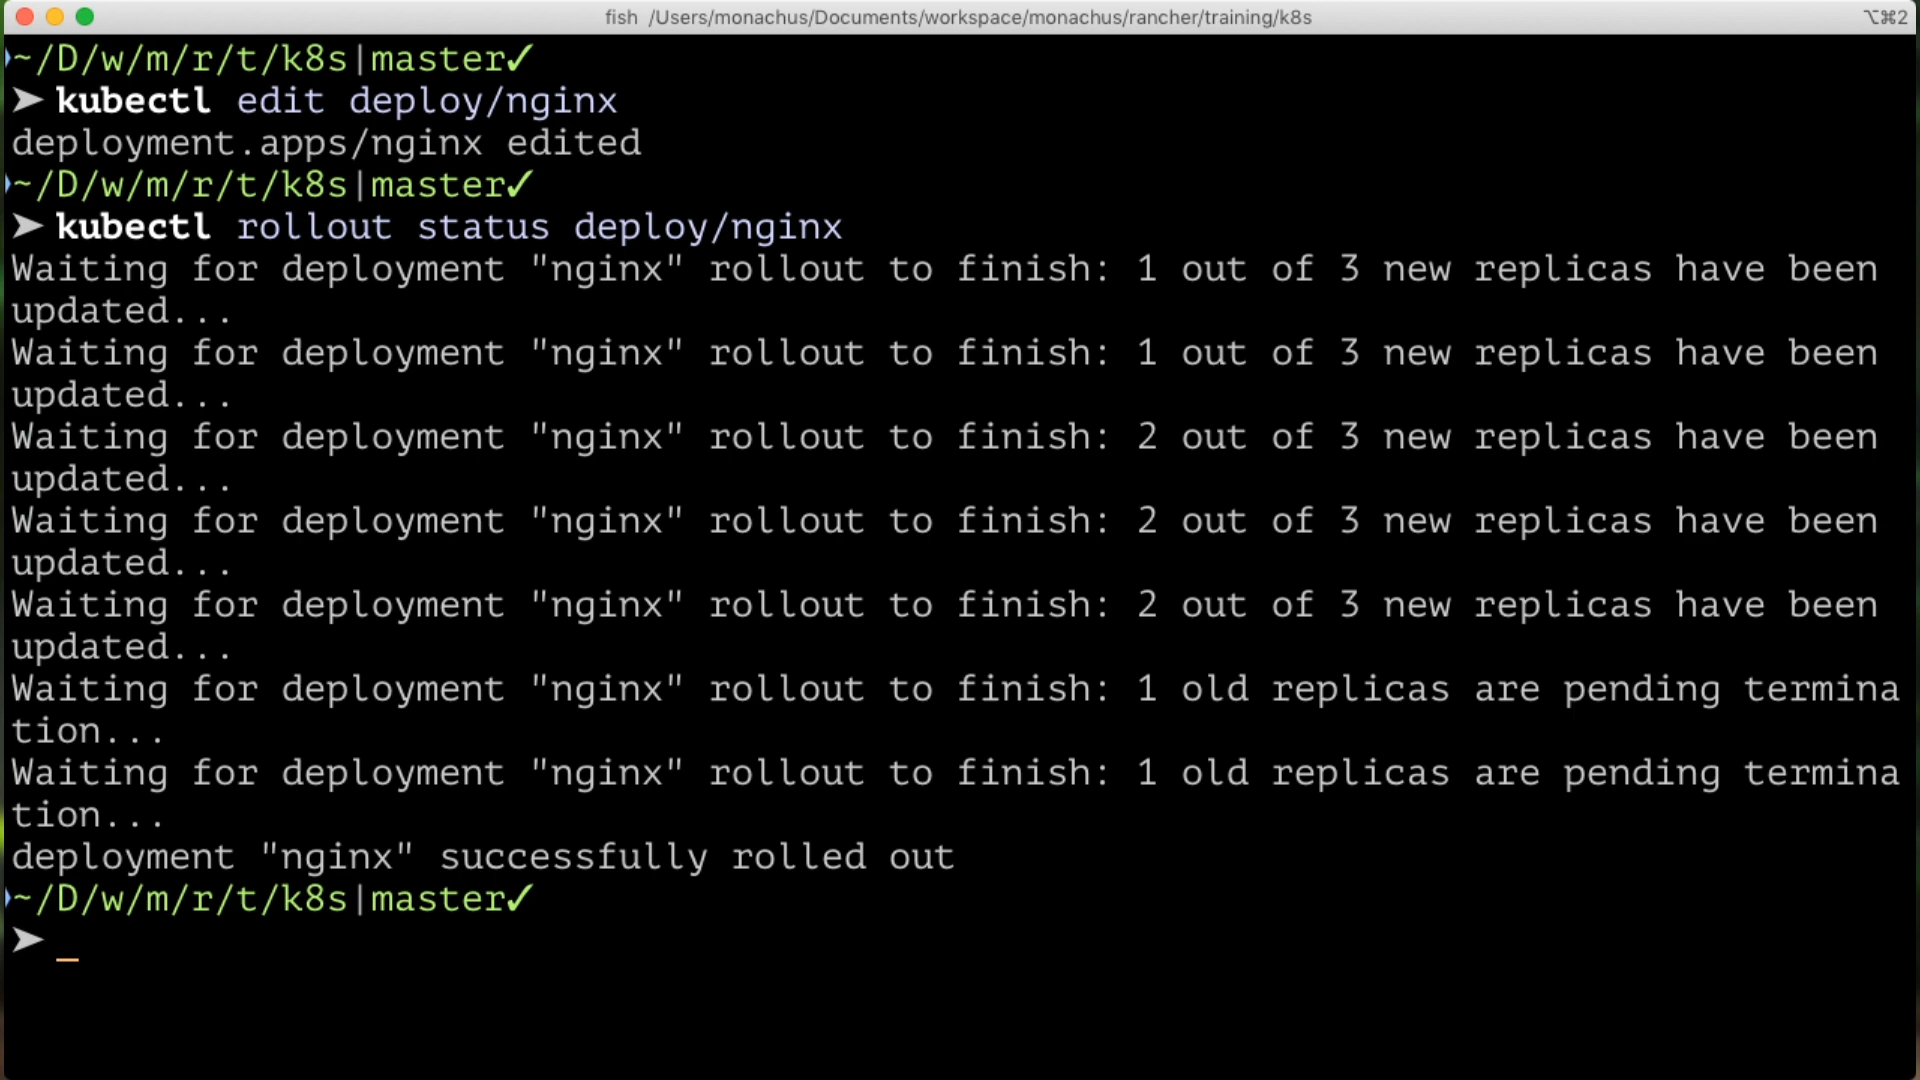 fish /Users/monachus/Documents/workspace/monachus/rancher/training/k8s ⌥⌘2
~/D/w/m/r/t/k8s|master✓
➤ kubectl edit deploy/nginx
deployment.apps/nginx edited
~/D/w/m/r/t/k8s|master✓
➤ kubectl rollout status deploy/nginx
Waiting for deployment "nginx" rollout to finish: 1 out of 3 new replicas have been
updated...
Waiting for deployment "nginx" rollout to finish: 1 out of 3 new replicas have been
updated...
Waiting for deployment "nginx" rollout to finish: 2 out of 3 new replicas have been
updated...
Waiting for deployment "nginx" rollout to finish: 2 out of 3 new replicas have been
updated...
Waiting for deployment "nginx" rollout to finish: 2 out of 3 new replicas have been
updated...
Waiting for deployment "nginx" rollout to finish: 1 old replicas are pending termina
tion...
Waiting for deployment "nginx" rollout to finish: 1 old replicas are pending termina
tion...
deployment "nginx" successfully rolled out
~/D/w/m/r/t/k8s|master✓
➤ _